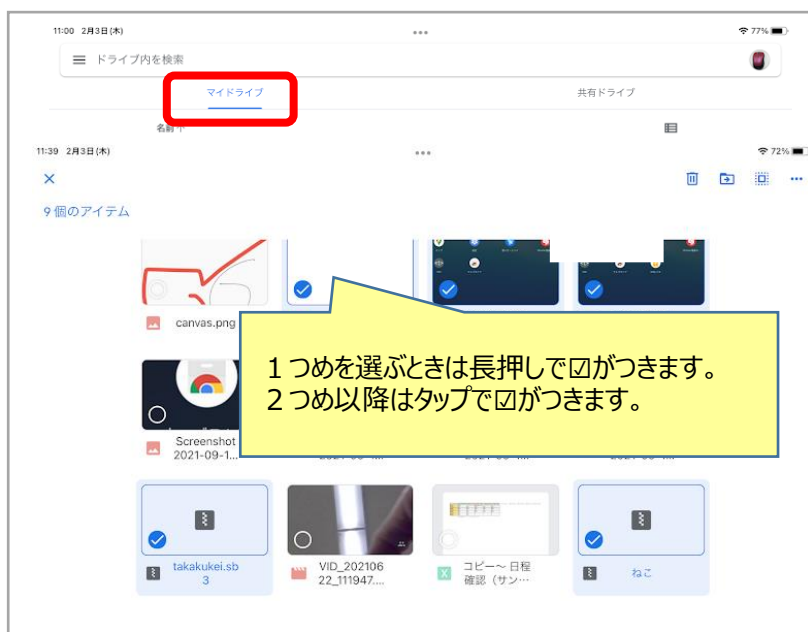 11:00 2月3日(木)
77%
ドライブ内を検索
マイドライブ
共有ドライブ
名前
11:39 2月3日(木)
72%
9個のアイテム
canvas.png
1つめを選ぶときは長押しで☑がつきます。
2つめ以降はタップで☑がつきます。
Screenshot
2021-09-1...
takakukei.sb
3
VID_202106
22_111947....
コピー〜 日程
確認（サン…
ねこ